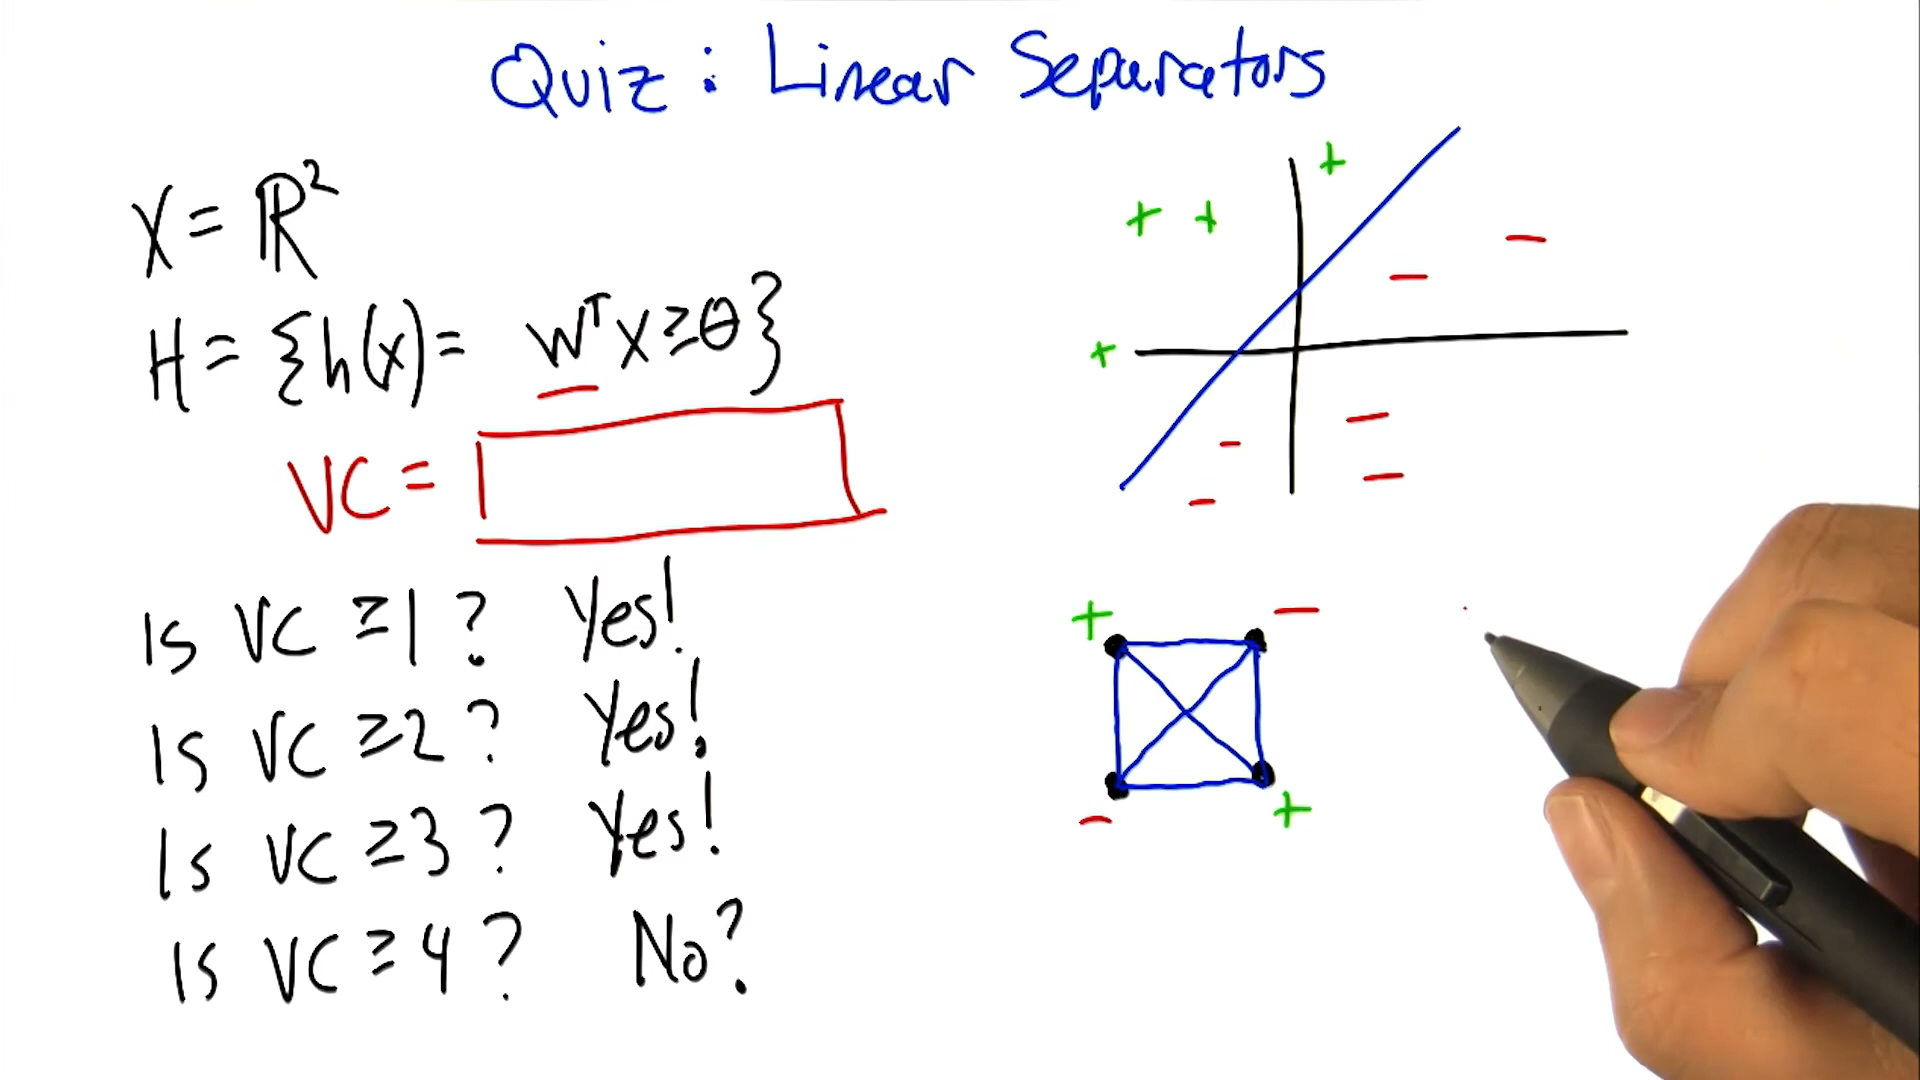 Quiz: Linear Separators
X = ℝ²
H = {h(x) = wᵀx ≥ θ}
VC =
Is VC ≥ 1? Yes!
Is VC ≥ 2? Yes!
Is VC ≥ 3? Yes!
Is VC ≥ 4? No?
+
+ + −
−
+
−
− −
−
+ −
− +